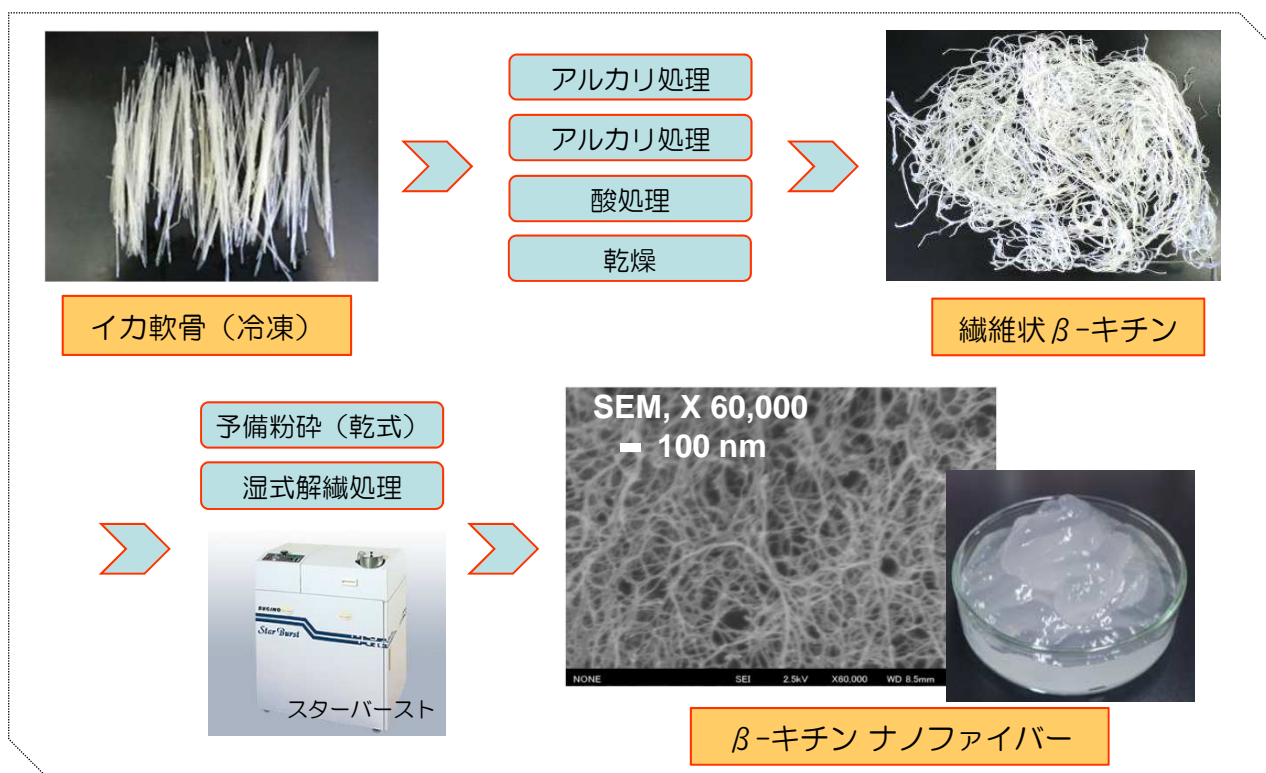 アルカリ処理
アルカリ処理
酸処理
乾燥
イカ軟骨（冷凍）
繊維状β-キチン
予備粉砕（乾式）
湿式解繊処理
SUGINO
Star Burst
スターバースト
SEM, X 60,000
100 nm
NONE SEI 2.5kV X60,000 WD 8.5mm
β-キチン ナノファイバー